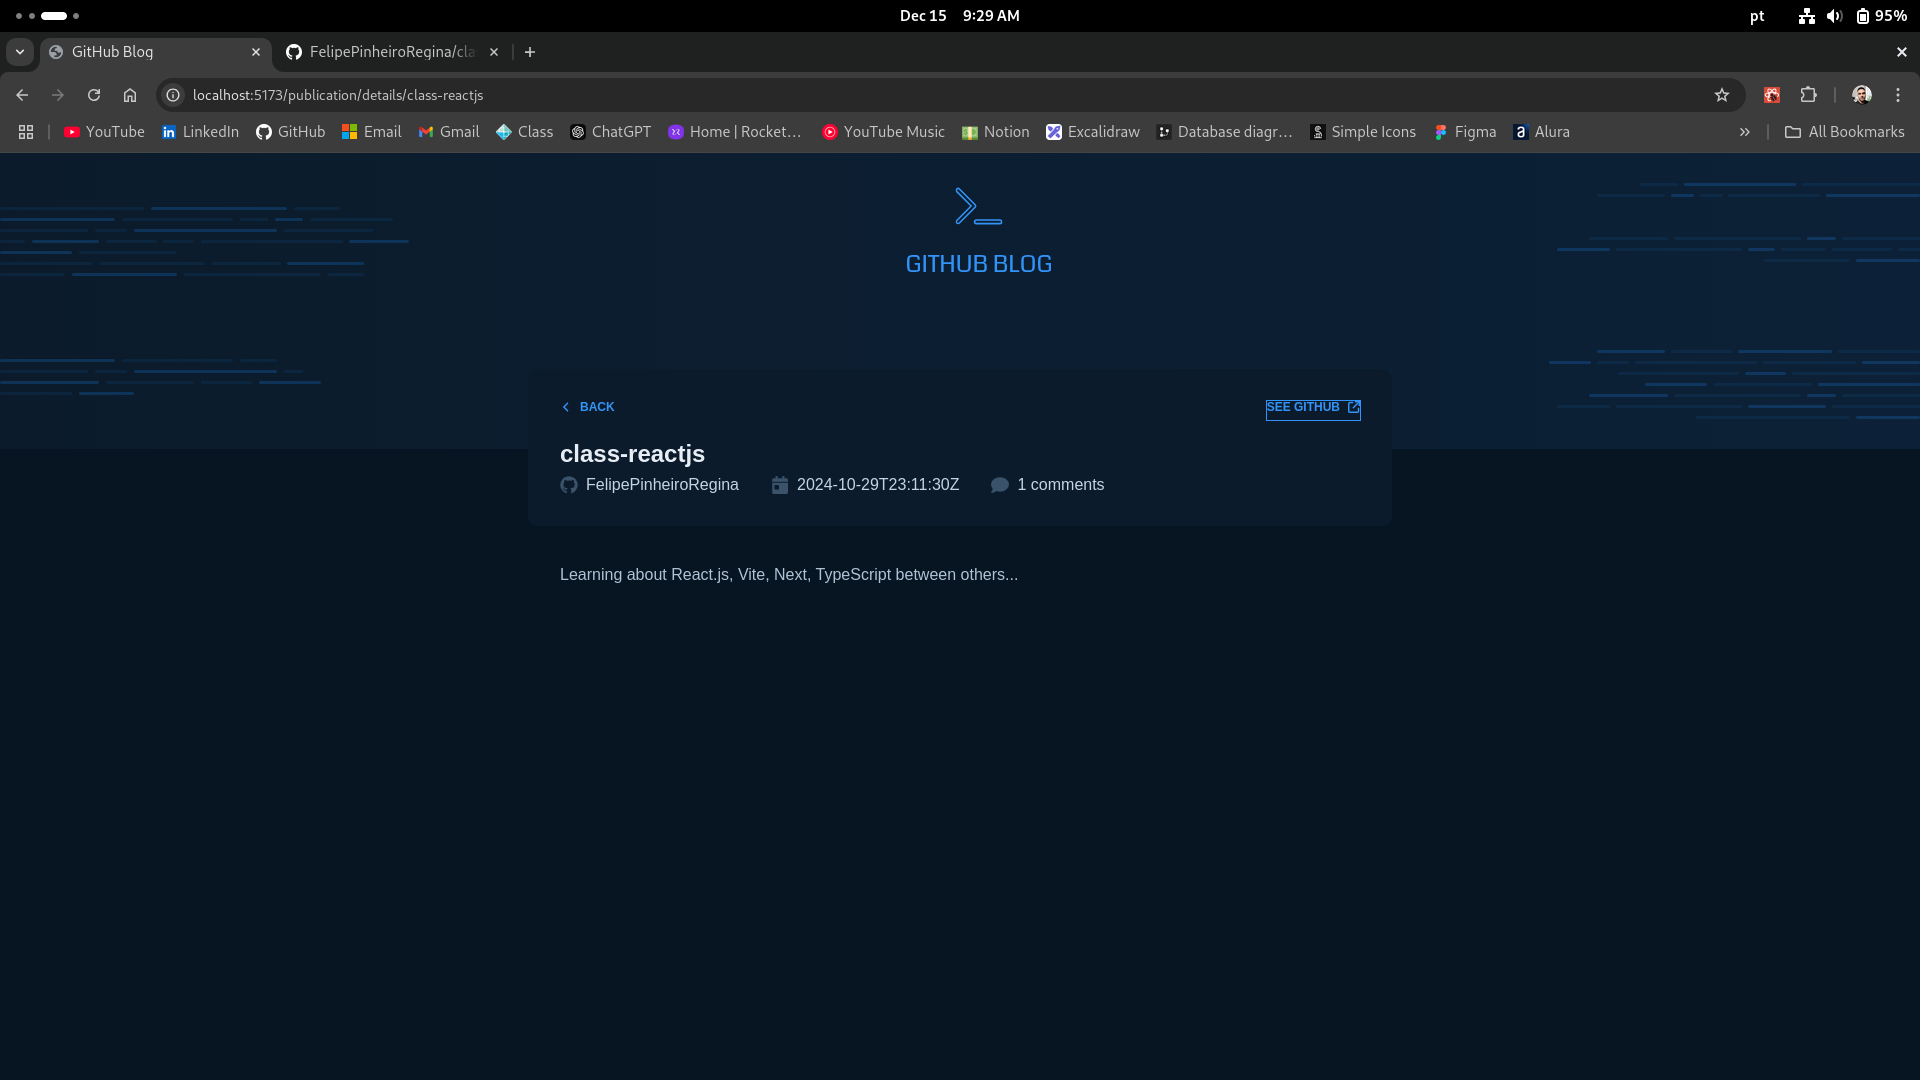 Dec 15 9:29 AM
pt
95%
GitHub Blog
FelipePinheiroRegina/cla
localhost:5173/publication/details/class-reactjs
YouTube
LinkedIn
GitHub
Email
Gmail
Class
ChatGPT
Home | Rocket...
YouTube Music
Notion
Excalidraw
Database diagr...
Simple Icons
Figma
Alura
All Bookmarks
GITHUB BLOG
BACK
SEE GITHUB
class-reactjs
FelipePinheiroRegina
2024-10-29T23:11:30Z
1 comments
Learning about React.js, Vite, Next, TypeScript between others...